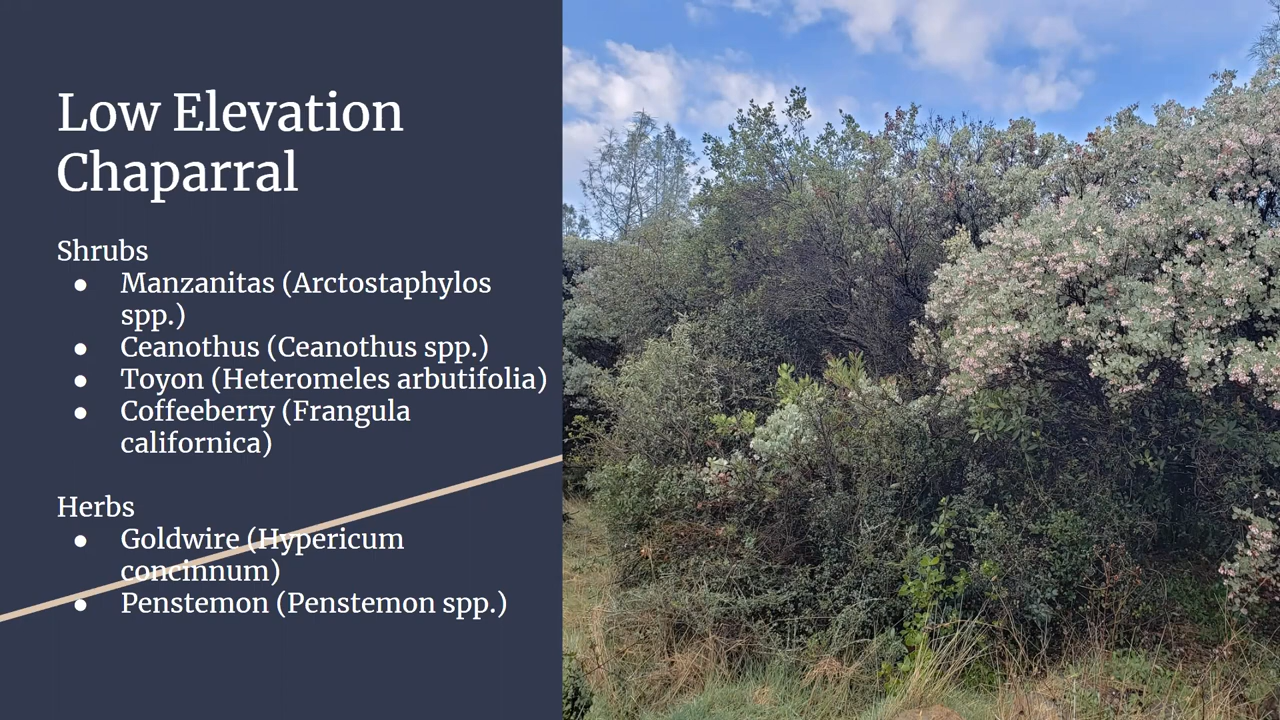 Low Elevation
Chaparral
Shrubs
● Manzanitas (Arctostaphylos
spp.)
● Ceanothus (Ceanothus spp.)
● Toyon (Heteromeles arbutifolia)
● Coffeeberry (Frangula
californica)
Herbs
● Goldwire (Hypericum
concinnum)
● Penstemon (Penstemon spp.)